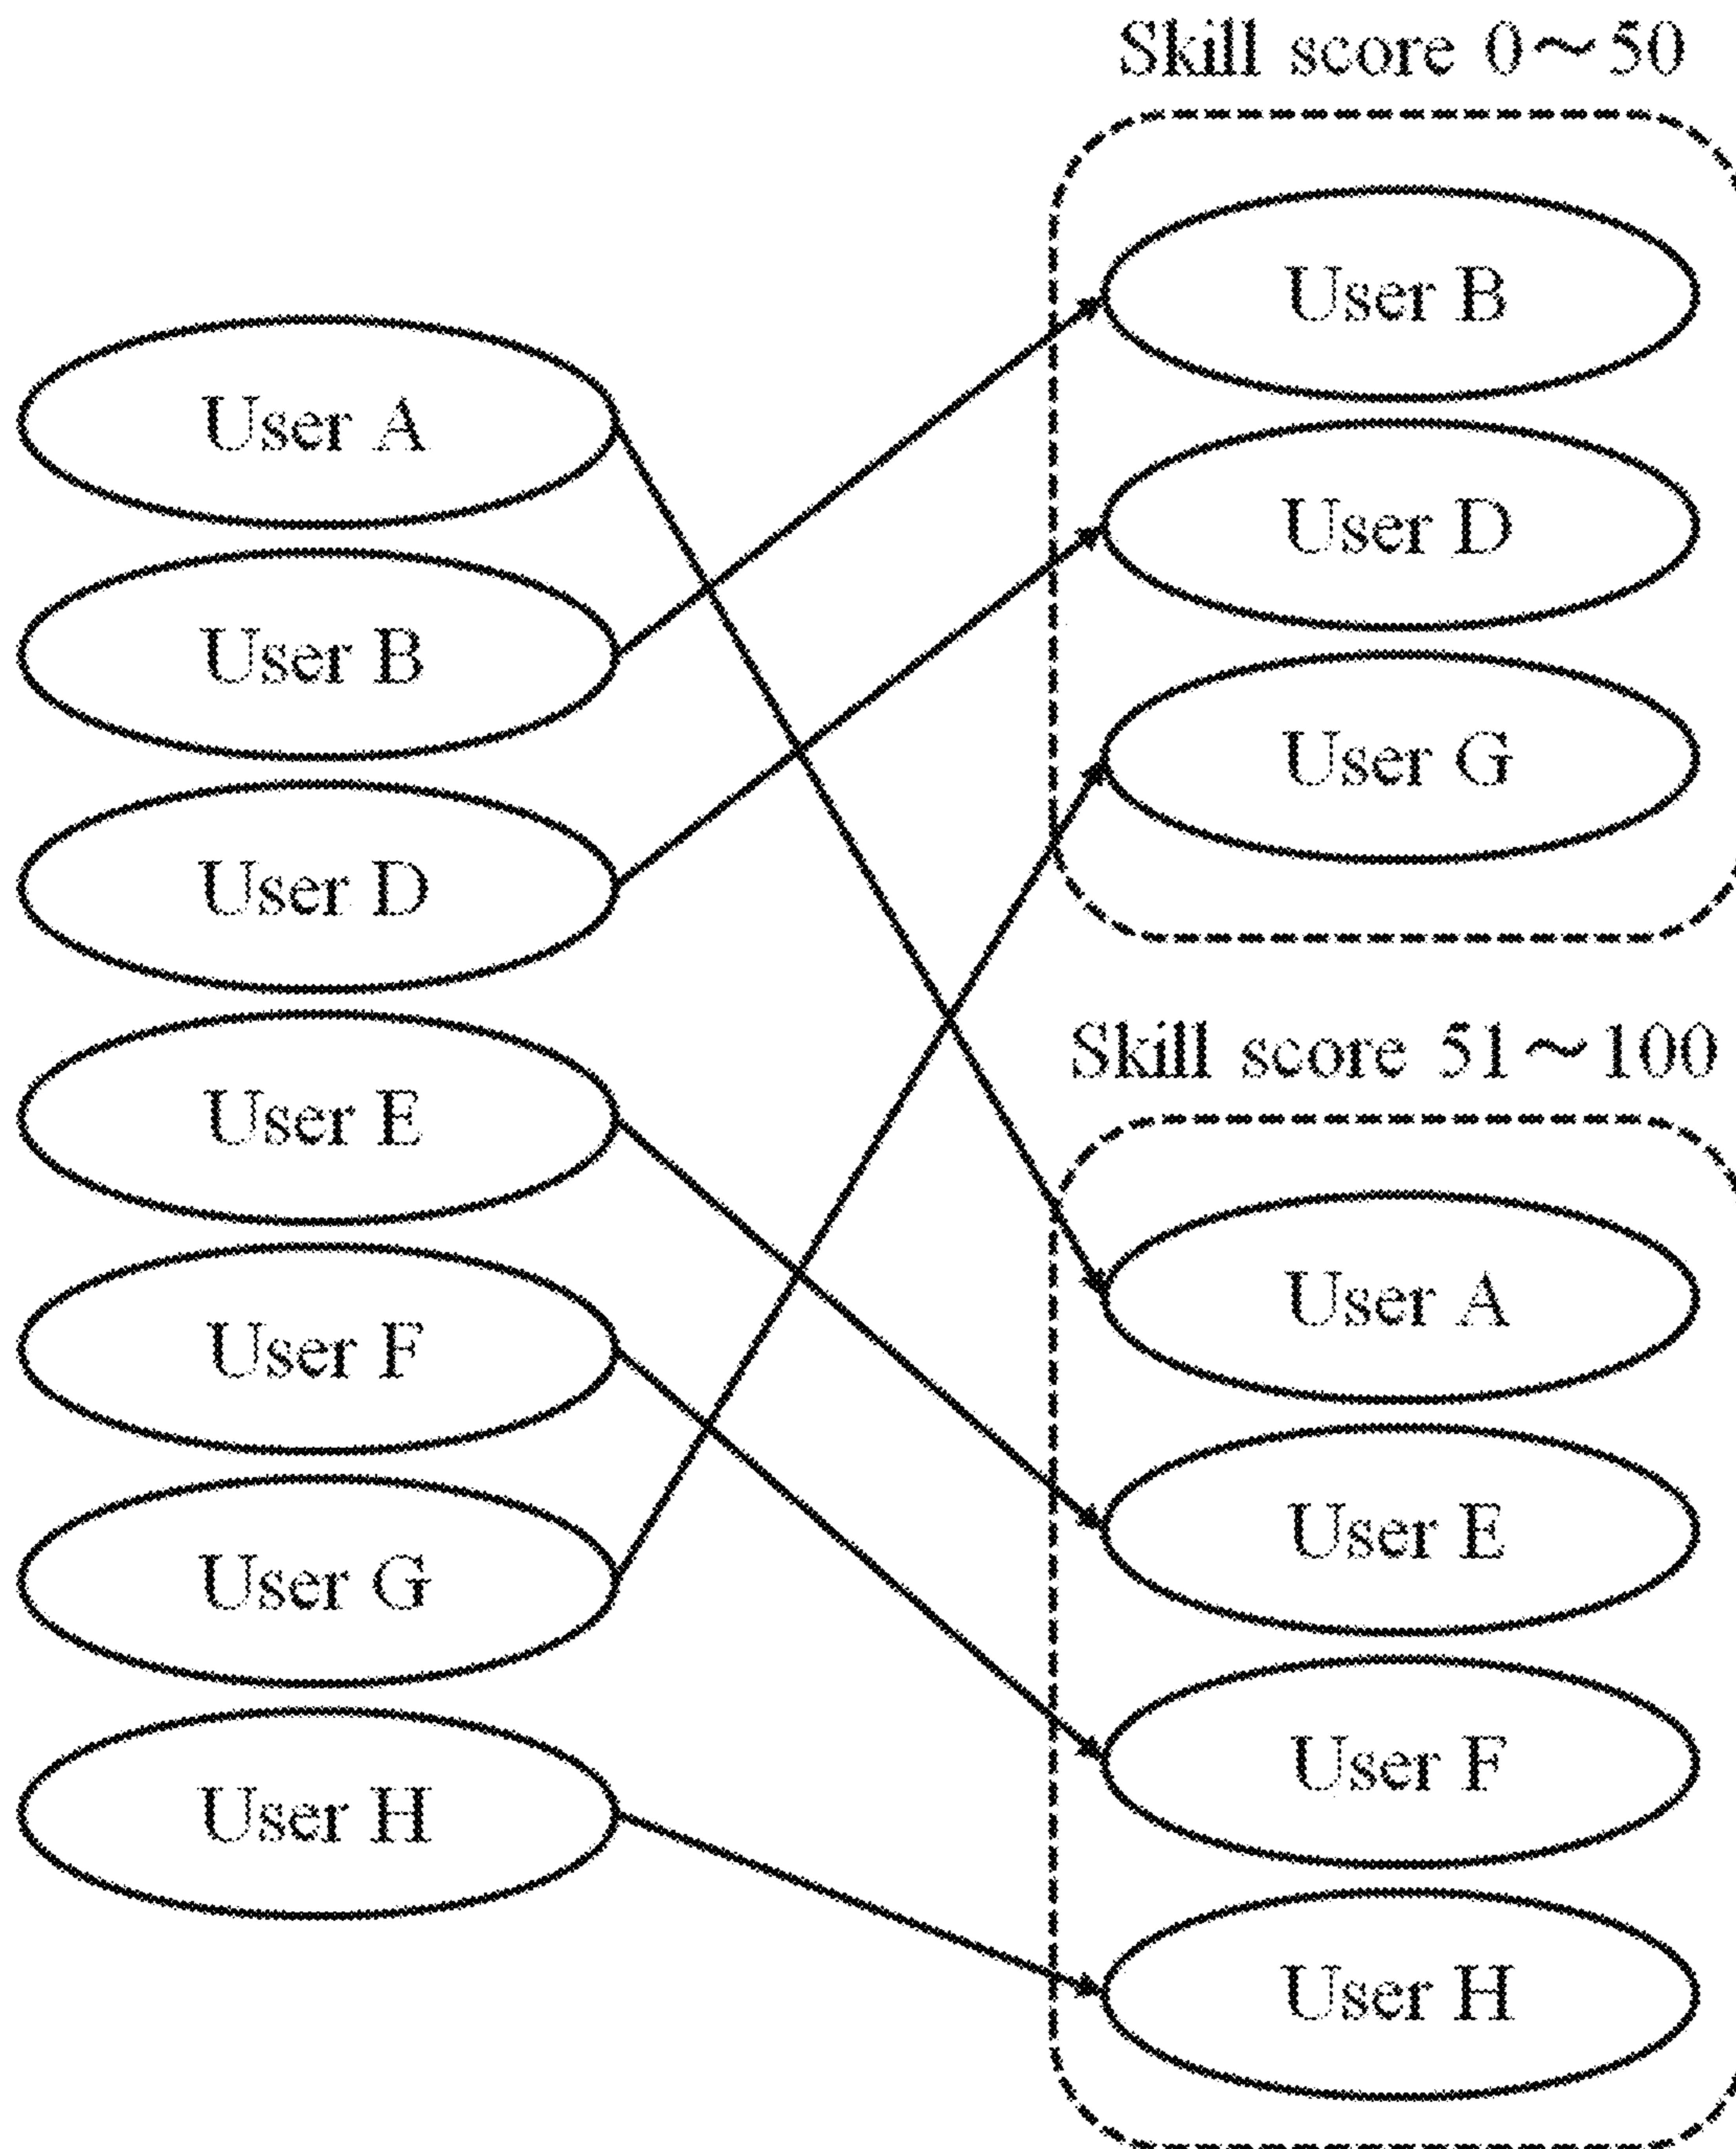 User A
User B
User D
User E
User F
User G
User H
Skill score 0～50
User B
User D
User G
Skill score 51～100
User A
User E
User F
User H